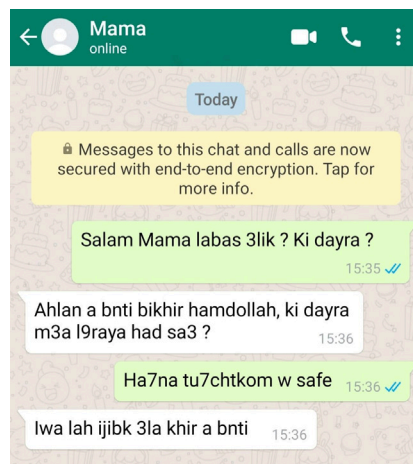 Mama
online
Today
Messages to this chat and calls are now
secured with end-to-end encryption. Tap for
more info.
Salam Mama labas 3lik ? Ki dayra ?
15:35
Ahlan a bnti bikhir hamdollah, ki dayra
m3a l9raya had sa3 ?
15:36
Ha7na tu7chtkom w safe
15:36
Iwa lah ijibk 3la khir a bnti
15:36